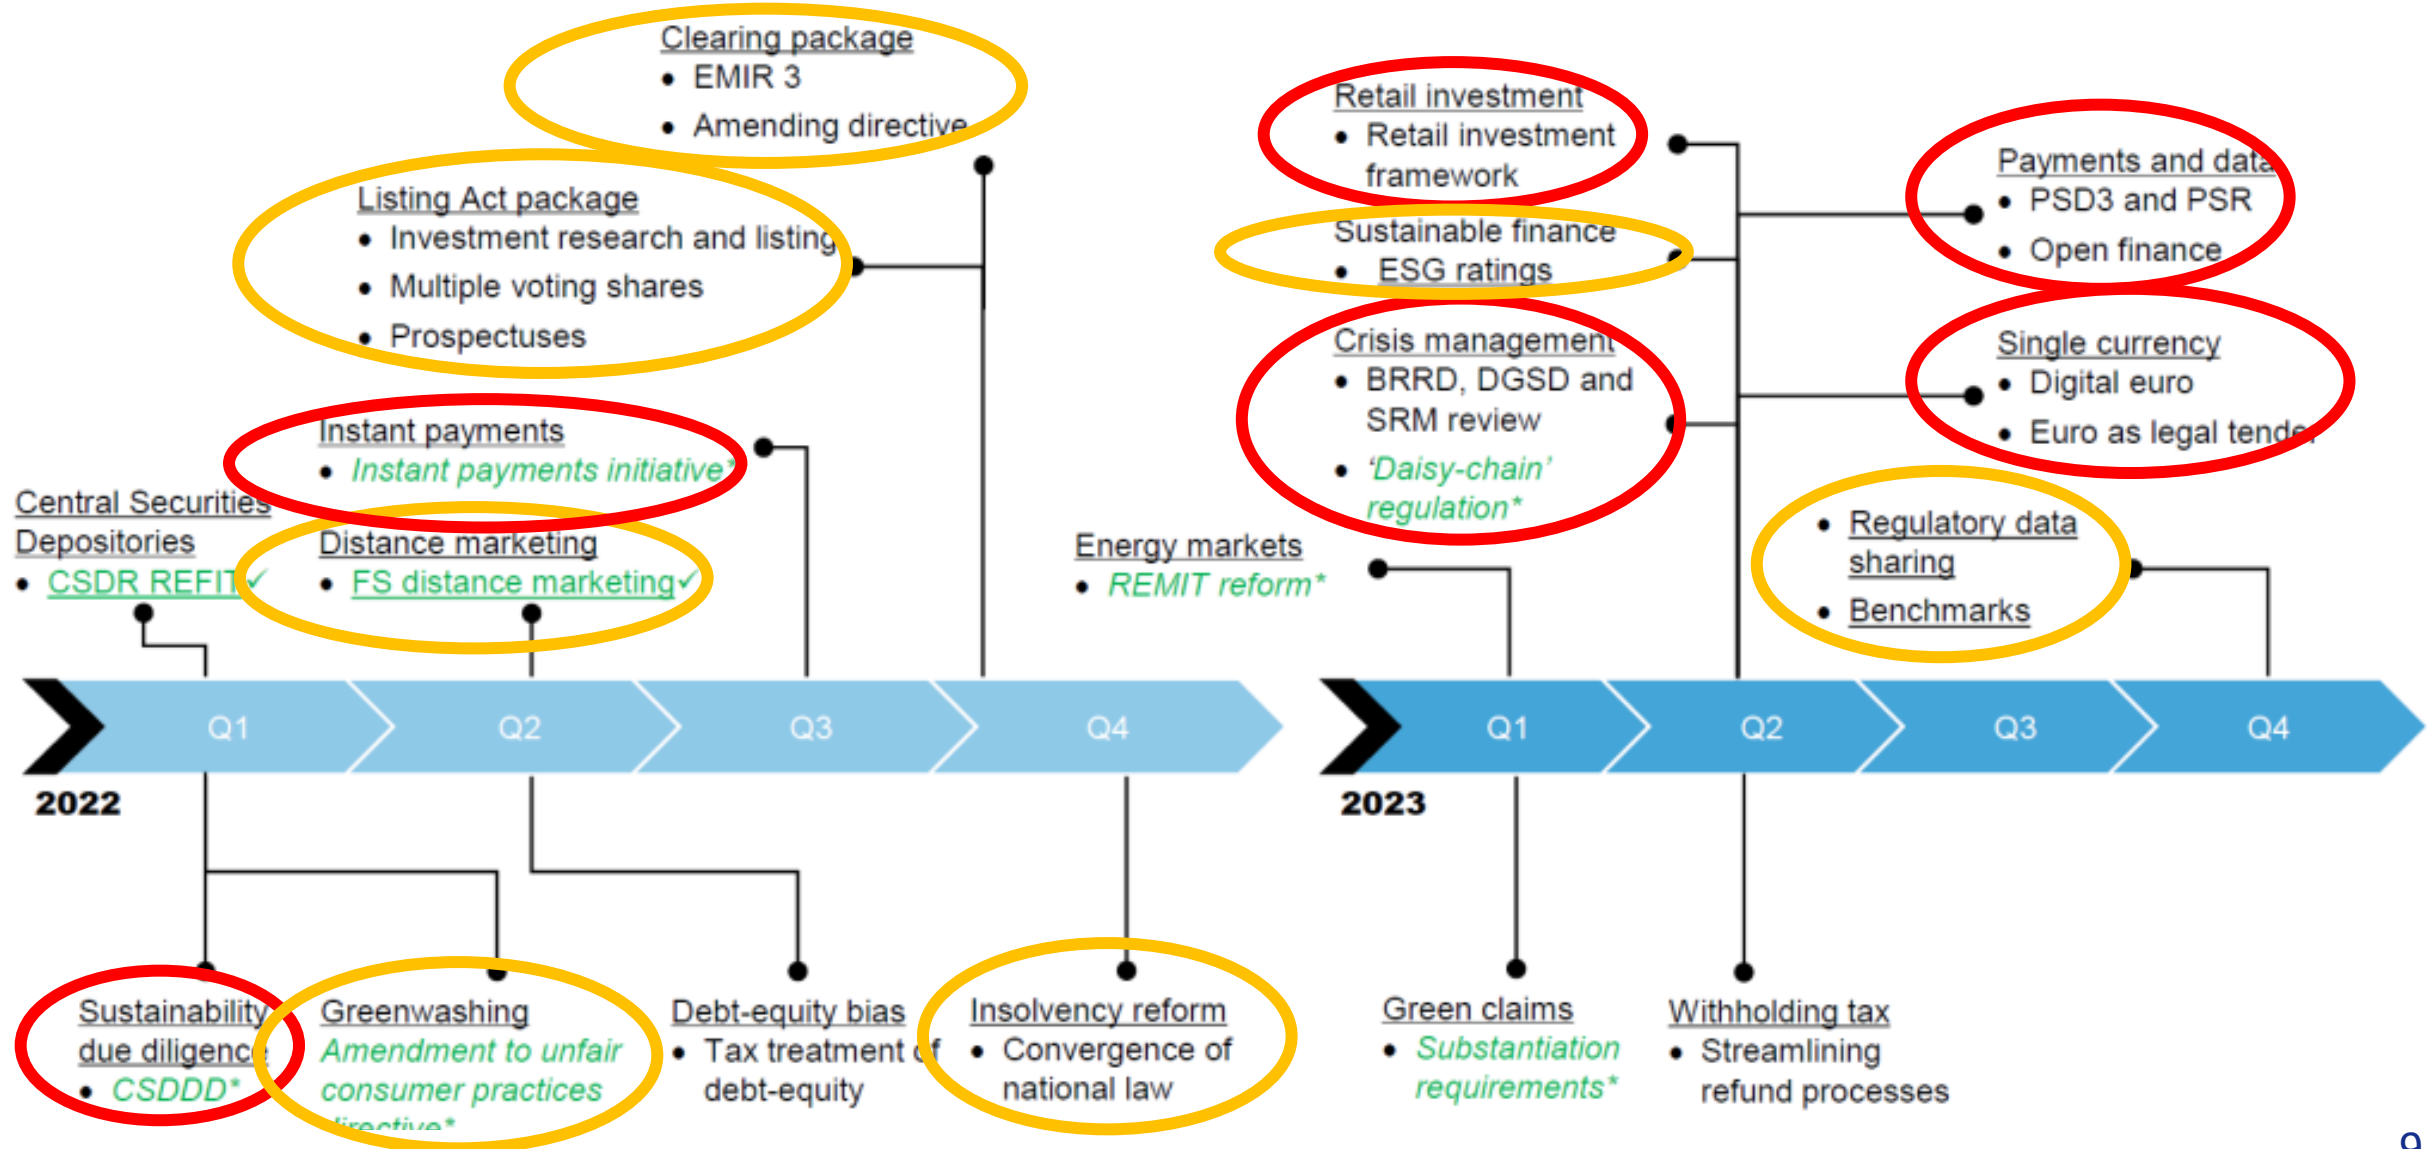 Clearing package
• EMIR 3
• Amending directive
Listing Act package
• Investment research and listing
• Multiple voting shares
• Prospectuses
Instant payments
• Instant payments initiative*
Central Securities
Depositories
• CSDR REFIT✓
Distance marketing
• FS distance marketing✓
Retail investment
• Retail investment
framework
Sustainable finance
• ESG ratings
Crisis management
• BRRD, DGSD and
SRM review
• ‘Daisy-chain’
regulation*
Energy markets
• REMIT reform*
Payments and data
• PSD3 and PSR
• Open finance
Single currency
• Digital euro
• Euro as legal tender
• Regulatory data
sharing
• Benchmarks
Q1 Q2 Q3 Q4
Q1 Q2 Q3 Q4
2022
2023
Sustainability
due diligence
• CSDDD*
Greenwashing
Amendment to unfair
consumer practices
directive*
Debt-equity bias
• Tax treatment of
debt-equity
Insolvency reform
• Convergence of
national law
Green claims
• Substantiation
requirements*
Withholding tax
• Streamlining
refund processes
9